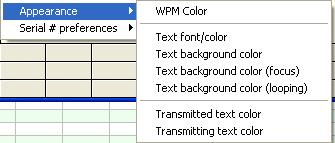 Appearance
Serial # preferences
WPM Color
Text font/color
Text background color
Text background color (focus)
Text background color (looping)
Transmitted text color
Transmitting text color